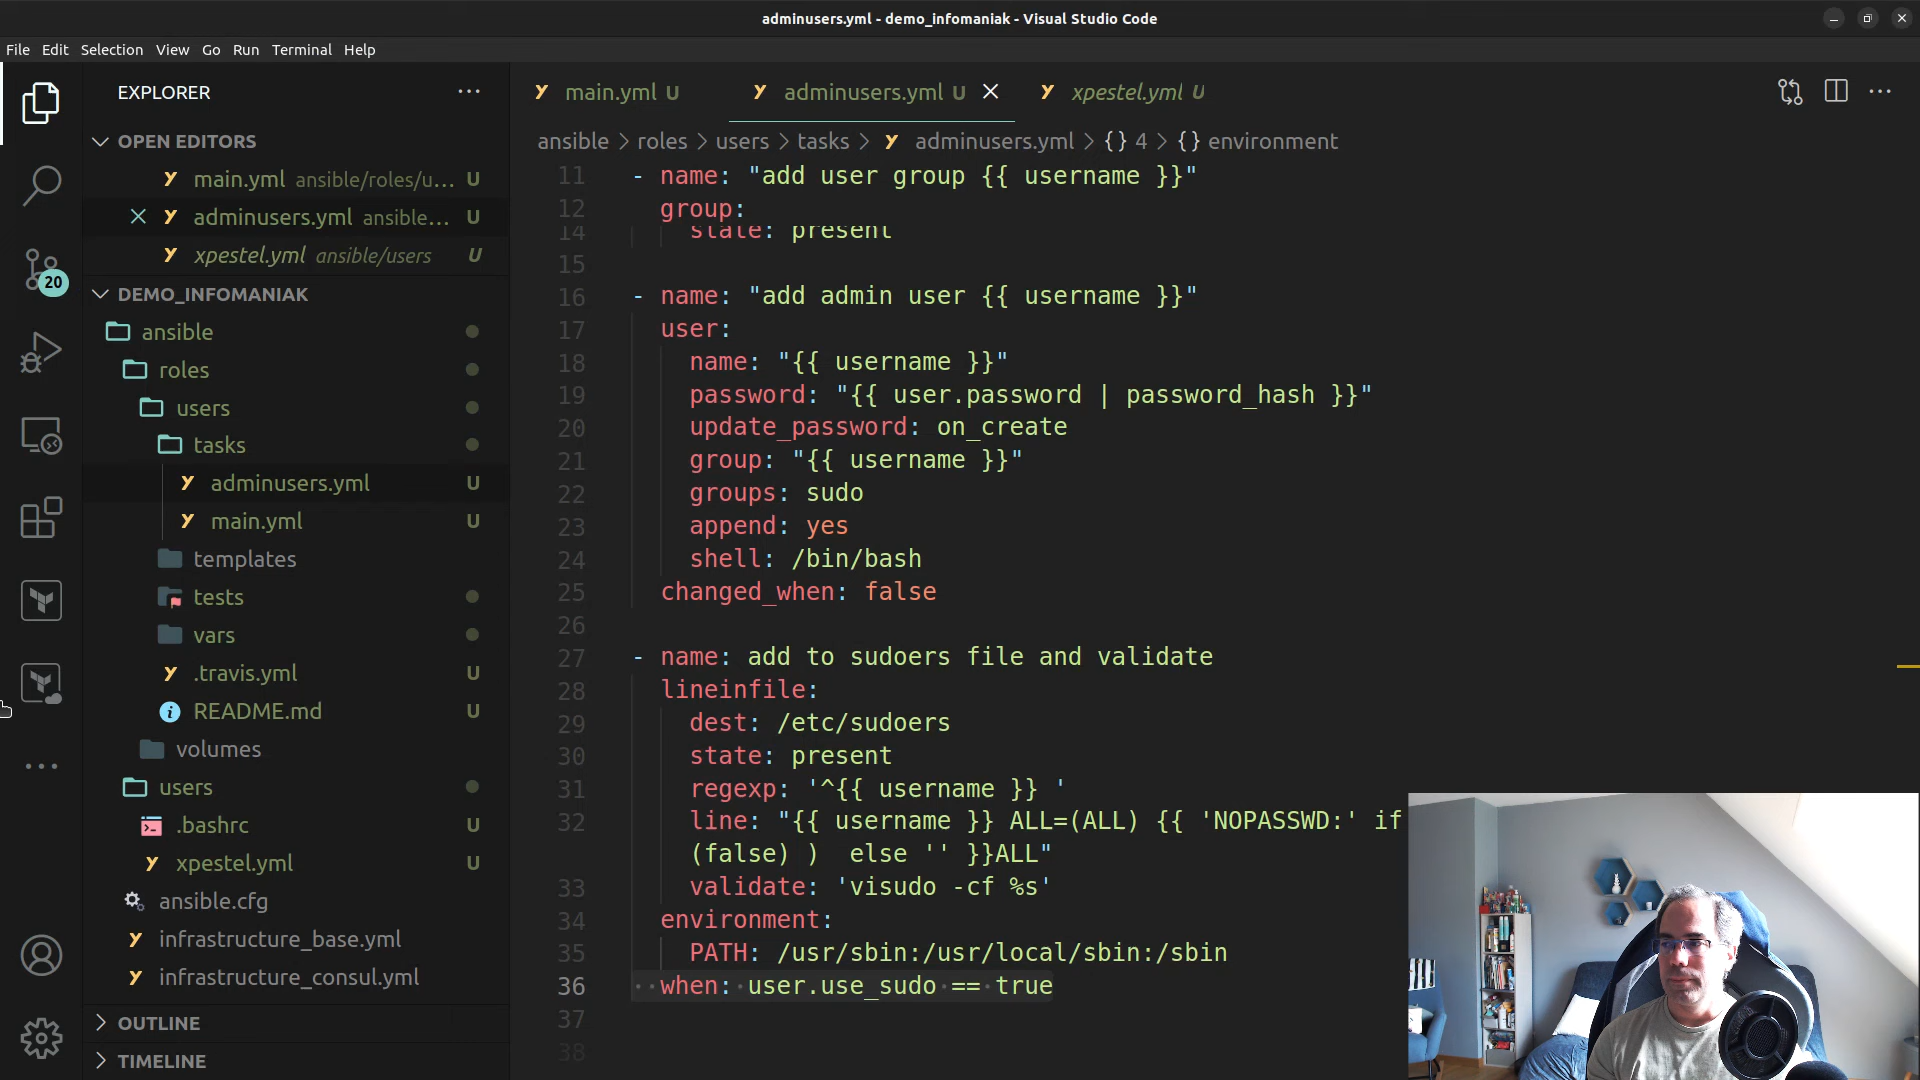 adminusers.yml - demo_infomaniak - Visual Studio Code
File Edit Selection View Go Run Terminal Help
EXPLORER
OPEN EDITORS
main.yml ansible/roles/u... U
adminusers.yml ansible... U
xpestel.yml ansible/users U
DEMO_INFOMANIAK
ansible
roles
users
tasks
adminusers.yml U
main.yml U
templates
tests
vars
.travis.yml U
README.md U
volumes
users
.bashrc U
xpestel.yml U
ansible.cfg
infrastructure_base.yml
infrastructure_consul.yml
OUTLINE
TIMELINE
20
main.yml U adminusers.yml U xpestel.yml U
ansible > roles > users > tasks > adminusers.yml > {} 4 > {} environment
11 - name: "add user group {{ username }}"
12 group:
14 state: present
15
16 - name: "add admin user {{ username }}"
17 user:
18 name: "{{ username }}"
19 password: "{{ user.password | password_hash }}"
20 update_password: on_create
21 group: "{{ username }}"
22 groups: sudo
23 append: yes
24 shell: /bin/bash
25 changed_when: false
26
27 - name: add to sudoers file and validate
28 lineinfile:
29 dest: /etc/sudoers
30 state: present
31 regexp: '^{{ username }} '
32 line: "{{ username }} ALL=(ALL) {{ 'NOPASSWD:' if
(false) )  else '' }}ALL"
33 validate: 'visudo -cf %s'
34 environment:
35 PATH: /usr/sbin:/usr/local/sbin:/sbin
36 when: user.use_sudo == true
37
38